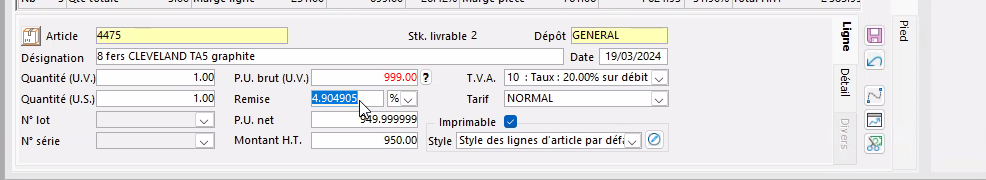 Article 4475 Stk. livrable 2 Dépôt GENERAL
Désignation 8 fers CLEVELAND TA5 graphite Date 19/03/2024
Quantité (U.V.) 1.00 P.U. brut (U.V.) 999.00 ? T.V.A. 10 : Taux : 20.00% sur débit
Quantité (U.S.) 1.00 Remise 4.904905 % Tarif NORMAL
N° lot P.U. net 949.999999 Imprimable
N° série Montant H.T. 950.00 Style Style des lignes d'article par défa
Ligne
Détail
Divers
Pied